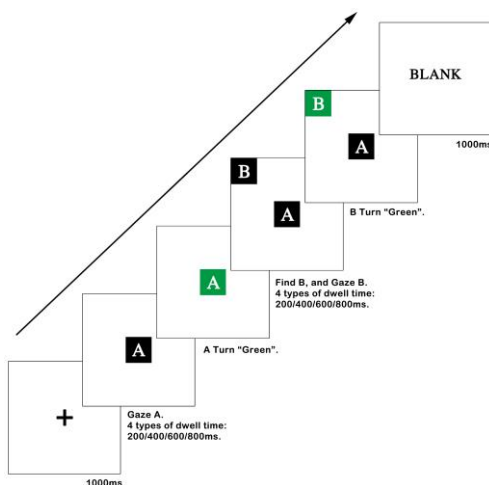 BLANK
1000ms
B
A
B Turn “Green”.
B
A
Find B, and Gaze B.
4 types of dwell time:
200/400/600/800ms.
A
A Turn “Green”.
A
Gaze A.
4 types of dwell time:
200/400/600/800ms.
+
1000ms